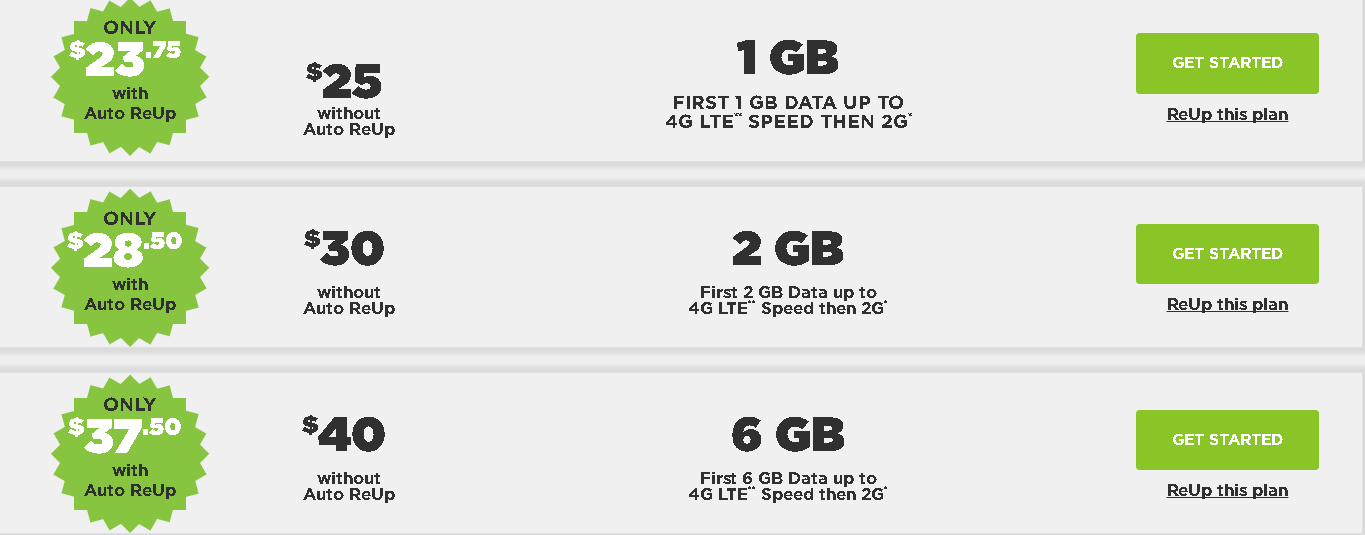 ONLY
$23.75
with
Auto ReUp
$25
without
Auto ReUp
1 GB
FIRST 1 GB DATA UP TO
4G LTE** SPEED THEN 2G*
GET STARTED
ReUp this plan
ONLY
$28.50
with
Auto ReUp
$30
without
Auto ReUp
2 GB
First 2 GB Data up to
4G LTE** Speed then 2G*
GET STARTED
ReUp this plan
ONLY
$37.50
with
Auto ReUp
$40
without
Auto ReUp
6 GB
First 6 GB Data up to
4G LTE** Speed then 2G*
GET STARTED
ReUp this plan